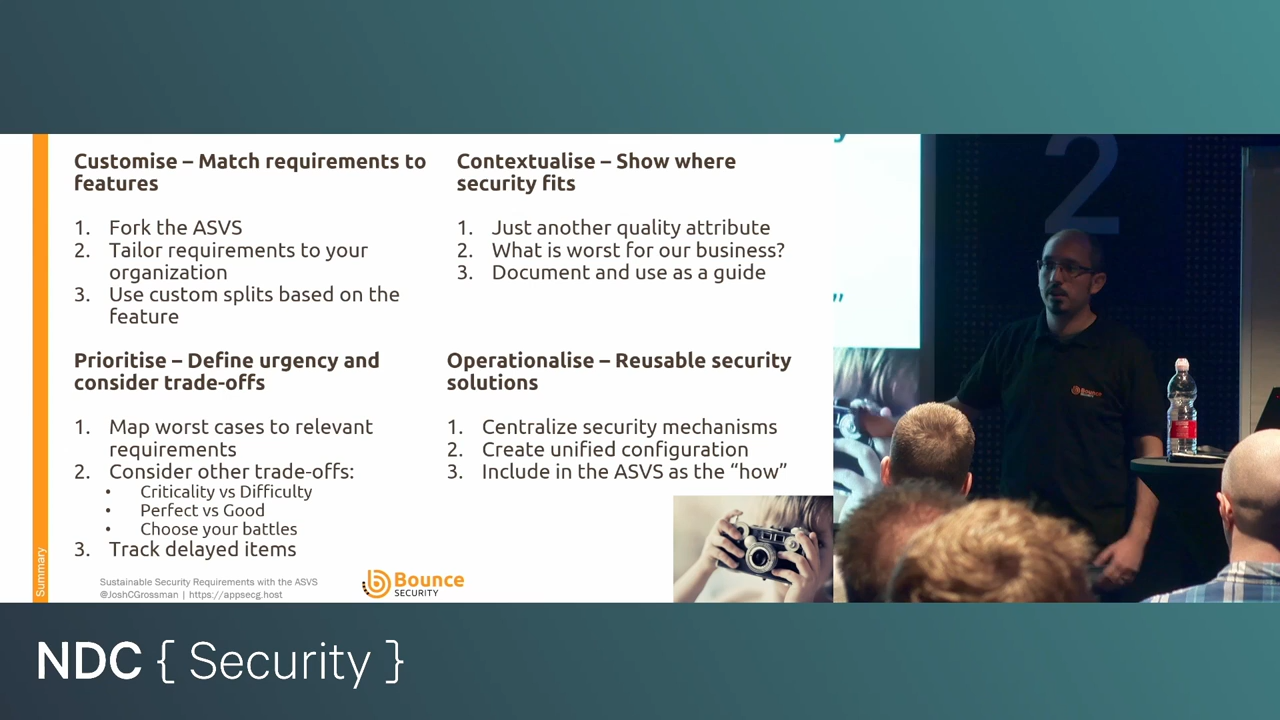 Customise – Match requirements to
features
1. Fork the ASVS
2. Tailor requirements to your
organization
3. Use custom splits based on the
feature
Contextualise – Show where
security fits
1. Just another quality attribute
2. What is worst for our business?
3. Document and use as a guide
Prioritise – Define urgency and
consider trade-offs
1. Map worst cases to relevant
requirements
2. Consider other trade-offs:
• Criticality vs Difficulty
• Perfect vs Good
• Choose your battles
3. Track delayed items
Operationalise – Reusable security
solutions
1. Centralize security mechanisms
2. Create unified configuration
3. Include in the ASVS as the “how”
Summary
Sustainable Security Requirements with the ASVS
@JoshCGrossman | https://appsecg.host
Bounce
SECURITY
2
Bounce
NDC { Security }